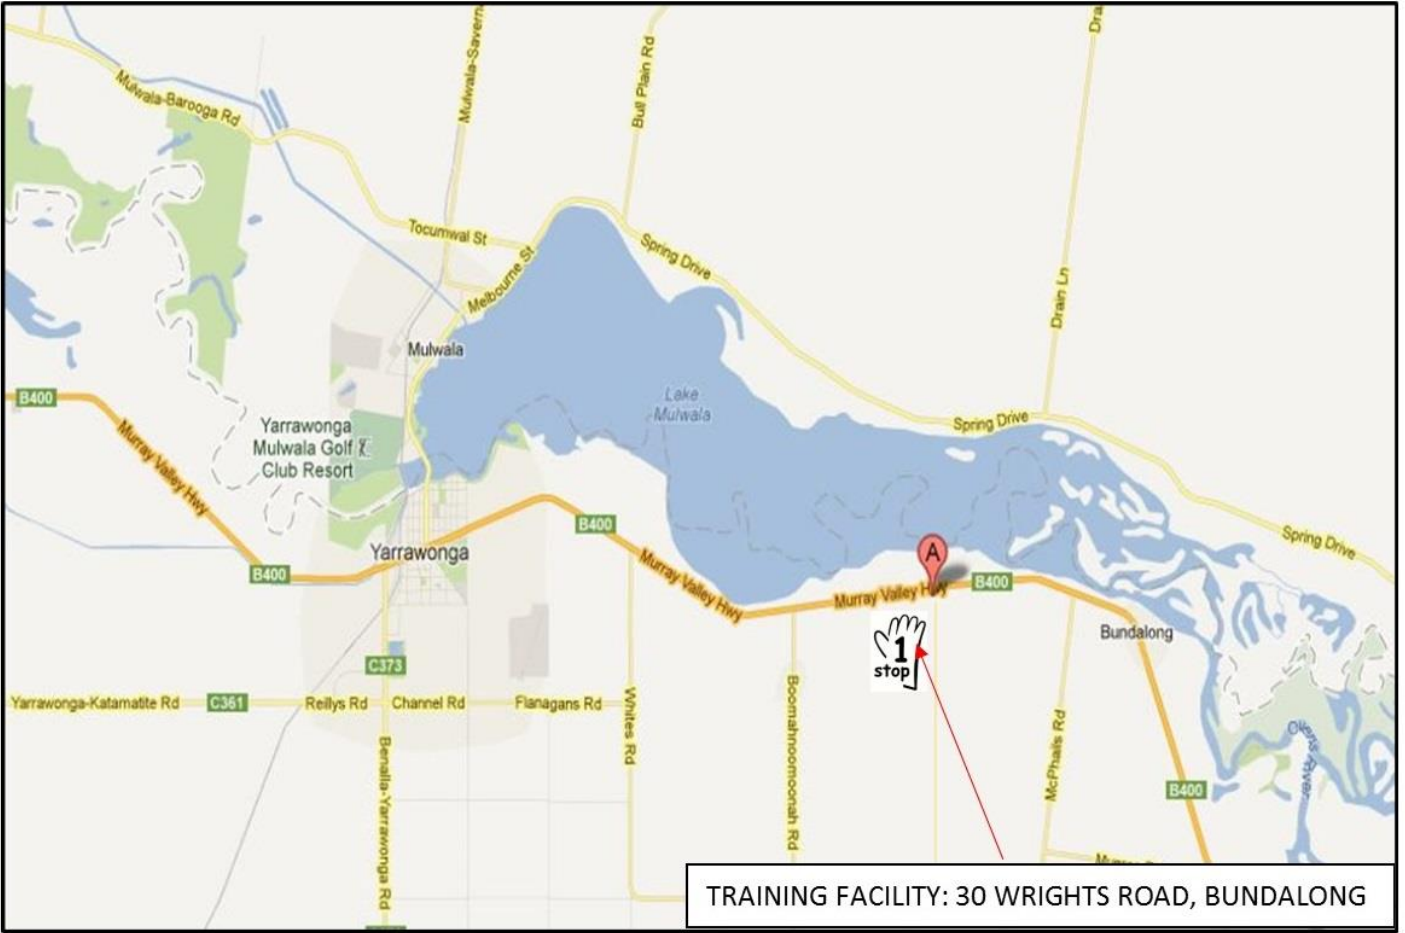 Mulwala-Barooga Rd
Mulwala-Savern
Bull Plain Rd
Dra
Tocumwal St
Melbourne St
Spring Drive
Drain Ln
Mulwala
Lake
Mulwala
B400
Murray Valley Hwy
Yarrawonga
Mulwala Golf
Club Resort
Spring Drive
Spring Drive
B400
Yarrawonga
B400
Murray Valley Hwy
A
Murray Valley Hwy
B400
Bundalong
1
stop
C373
Yarrawonga-Katamatite Rd
C361
Reillys Rd
Channel Rd
Flanagans Rd
Whites Rd
Boomahnoomoonah Rd
McPhails Rd
Ovens River
B400
Benalla-Yarrawonga Rd
TRAINING FACILITY: 30 WRIGHTS ROAD, BUNDALONG